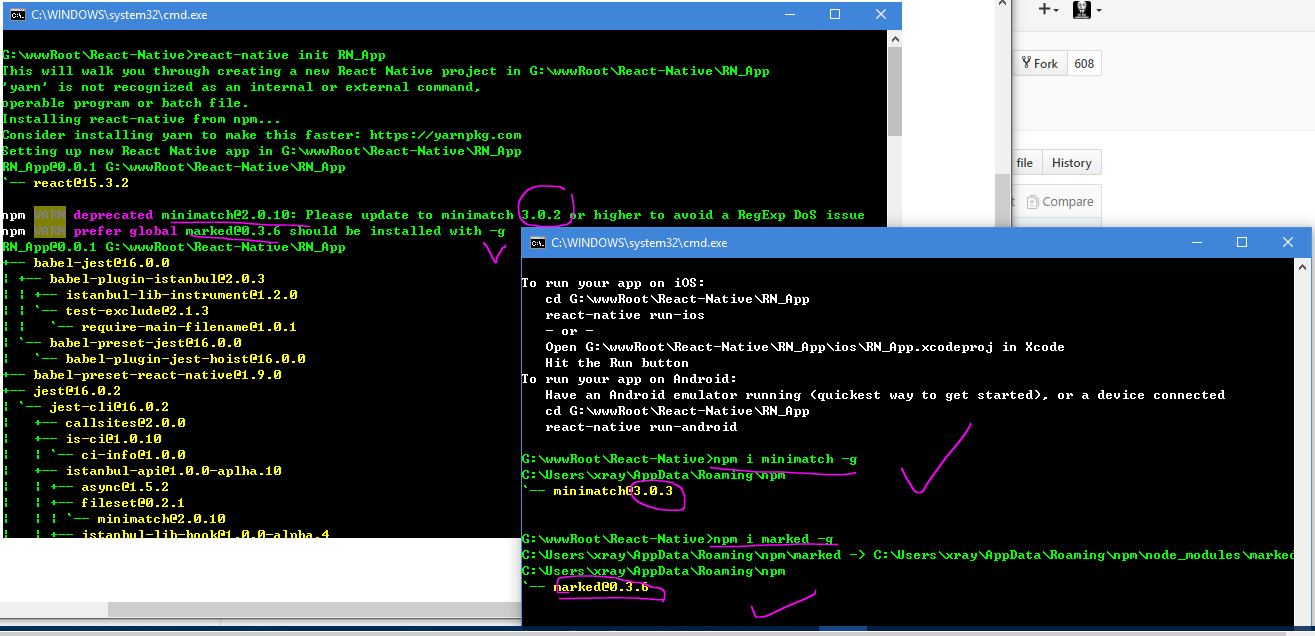 C:\WINDOWS\system32\cmd.exe
G:\wwwRoot\React-Native>react-native init RN_App
This will walk you through creating a new React Native project in G:\wwwRoot\React-Native\RN_App
'yarn' is not recognized as an internal or external command,
operable program or batch file.
Installing react-native from npm...
Consider installing yarn to make this faster: https://yarnpkg.com
Setting up new React Native app in G:\wwwRoot\React-Native\RN_App
RN_App@0.0.1 G:\wwwRoot\React-Native\RN_App
`-- react@15.3.2
npm WARN deprecated minimatch@2.0.10: Please update to minimatch 3.0.2 or higher to avoid a RegExp DoS issue
npm WARN prefer global marked@0.3.6 should be installed with -g
RN_App@0.0.1 G:\wwwRoot\React-Native\RN_App
+-- babel-jest@16.0.0
| +-- babel-plugin-istanbul@2.0.3
| | +-- istanbul-lib-instrument@1.2.0
| | `-- test-exclude@2.1.3
| |   `-- require-main-filename@1.0.1
| `-- babel-preset-jest@16.0.0
|   `-- babel-plugin-jest-hoist@16.0.0
+-- babel-preset-react-native@1.9.0
+-- jest@16.0.2
| `-- jest-cli@16.0.2
|   +-- callsites@2.0.0
|   +-- is-ci@1.0.10
|   | `-- ci-info@1.0.0
|   +-- istanbul-api@1.0.0-aplha.10
|   | +-- async@1.5.2
|   | +-- fileset@0.2.1
|   | | `-- minimatch@2.0.10
|   | +-- istanbul-lib-hook@1.0.0-alpha.4
Fork 608
file History
Compare
C:\WINDOWS\system32\cmd.exe
To run your app on iOS:
cd G:\wwwRoot\React-Native\RN_App
react-native run-ios
- or -
Open G:\wwwRoot\React-Native\RN_App\ios\RN_App.xcodeproj in Xcode
Hit the Run button
To run your app on Android:
Have an Android emulator running (quickest way to get started), or a device connected
cd G:\wwwRoot\React-Native\RN_App
react-native run-android
G:\wwwRoot\React-Native>npm i minimatch -g
C:\Users\xray\AppData\Roaming\npm
`-- minimatch@3.0.3
G:\wwwRoot\React-Native>npm i marked -g
C:\Users\xray\AppData\Roaming\npm\marked -> C:\Users\xray\AppData\Roaming\npm\node_modules\marked
C:\Users\xray\AppData\Roaming\npm
`-- marked@0.3.6